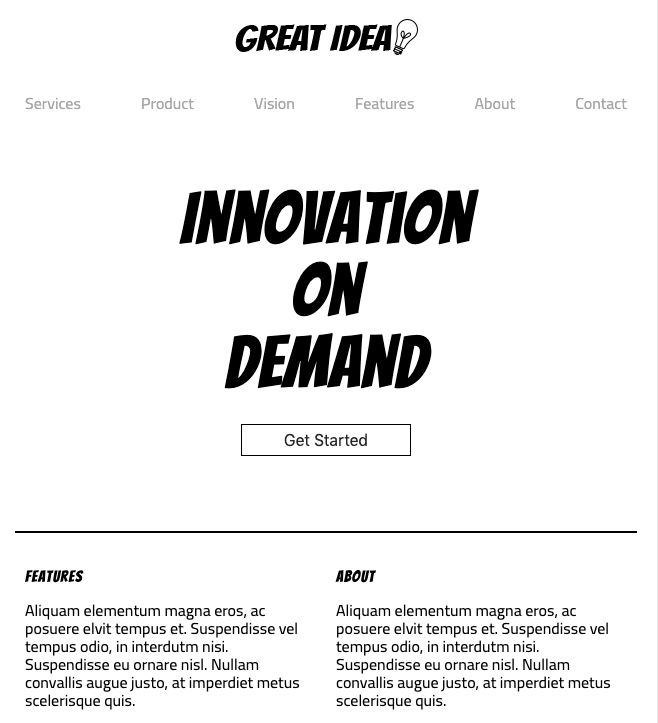 GREAT IDEA
Services Product Vision Features About Contact
INNOVATION
ON
DEMAND
Get Started
FEATURES
Aliquam elementum magna eros, ac
posuere elvit tempus et. Suspendisse vel
tempus odio, in interdutm nisi.
Suspendisse eu ornare nisl. Nullam
convallis augue justo, at imperdiet metus
scelerisque quis.
ABOUT
Aliquam elementum magna eros, ac
posuere elvit tempus et. Suspendisse vel
tempus odio, in interdutm nisi.
Suspendisse eu ornare nisl. Nullam
convallis augue justo, at imperdiet metus
scelerisque quis.